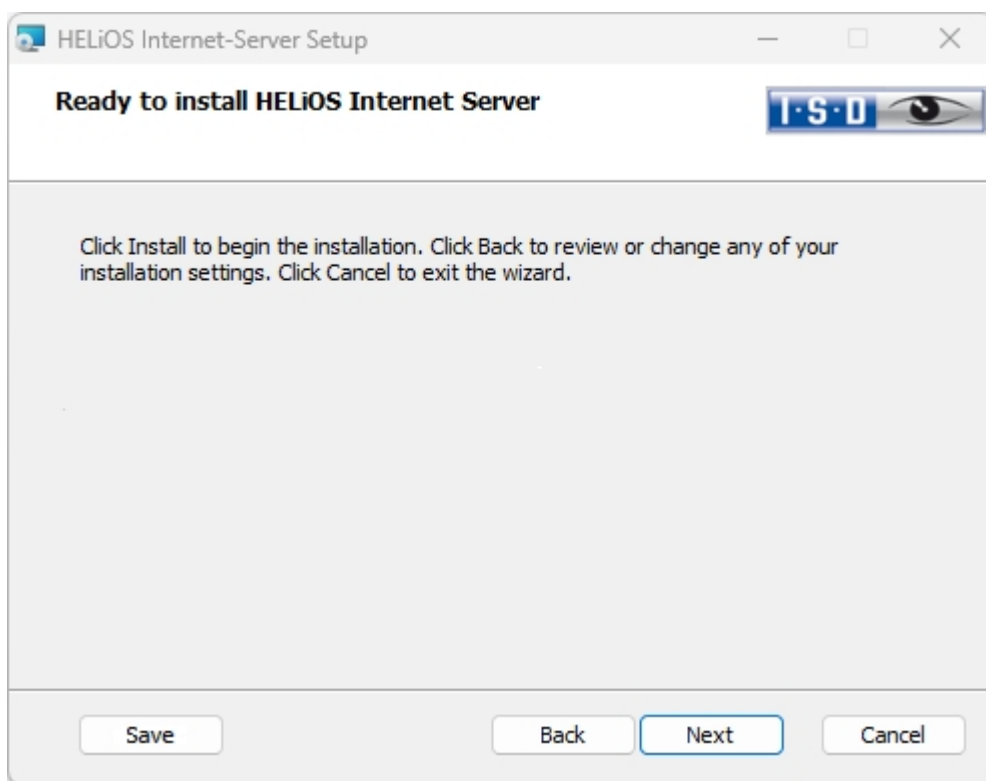 HELiOS Internet-Server Setup
Ready to install HELiOS Internet Server
I·S·D
Click Install to begin the installation. Click Back to review or change any of your
installation settings. Click Cancel to exit the wizard.
Save Back Next Cancel